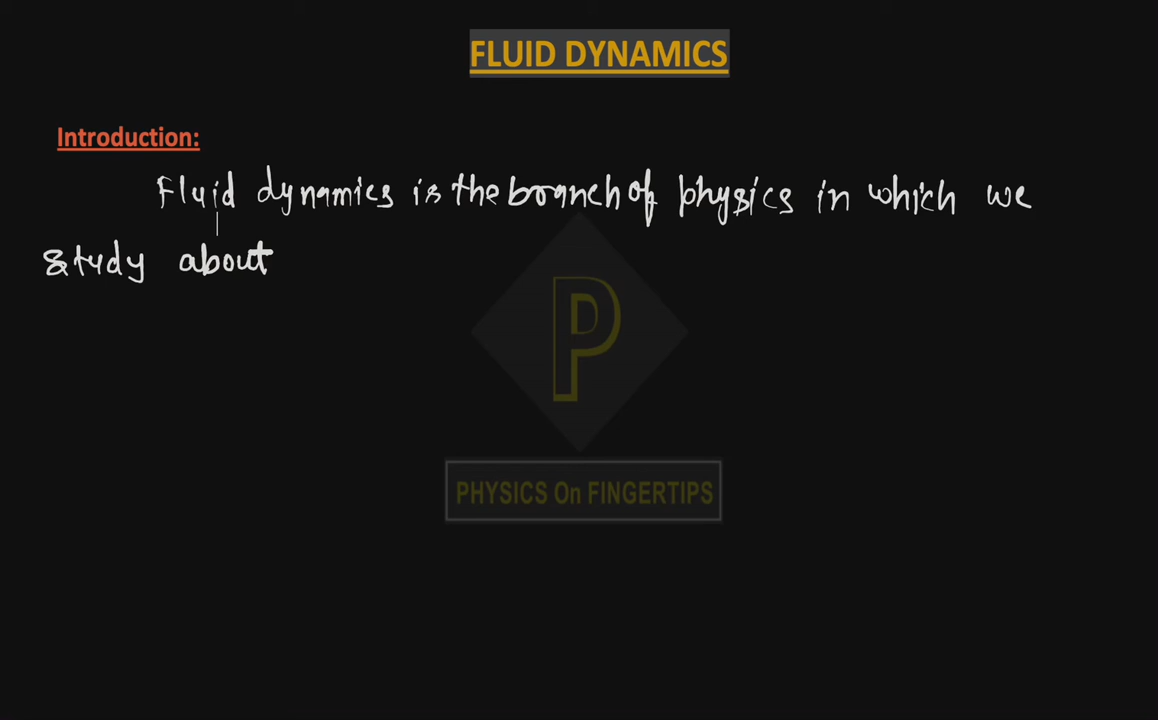 FLUID DYNAMICS
Introduction:
Fluid dynamics is the branch of physics in which we
study about
P
PHYSICS On FINGERTIPS